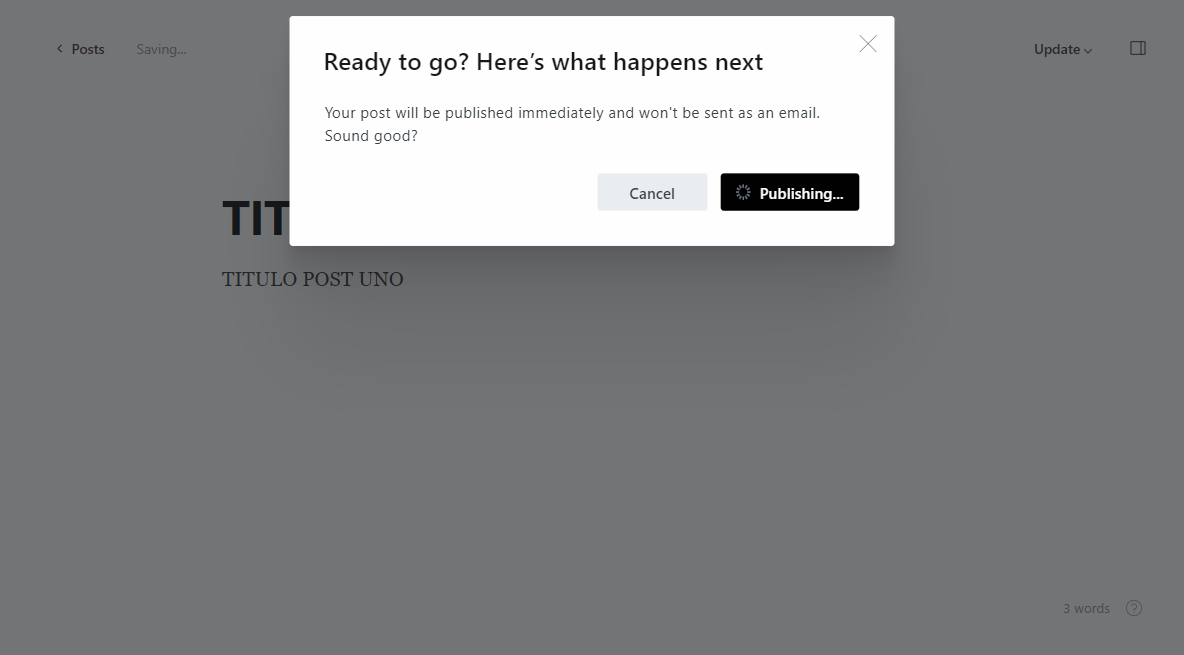 Posts
Saving...
Update
Ready to go? Here’s what happens next
Your post will be published immediately and won't be sent as an email.
Sound good?
Cancel
Publishing...
TIT
TITULO POST UNO
3 words
?